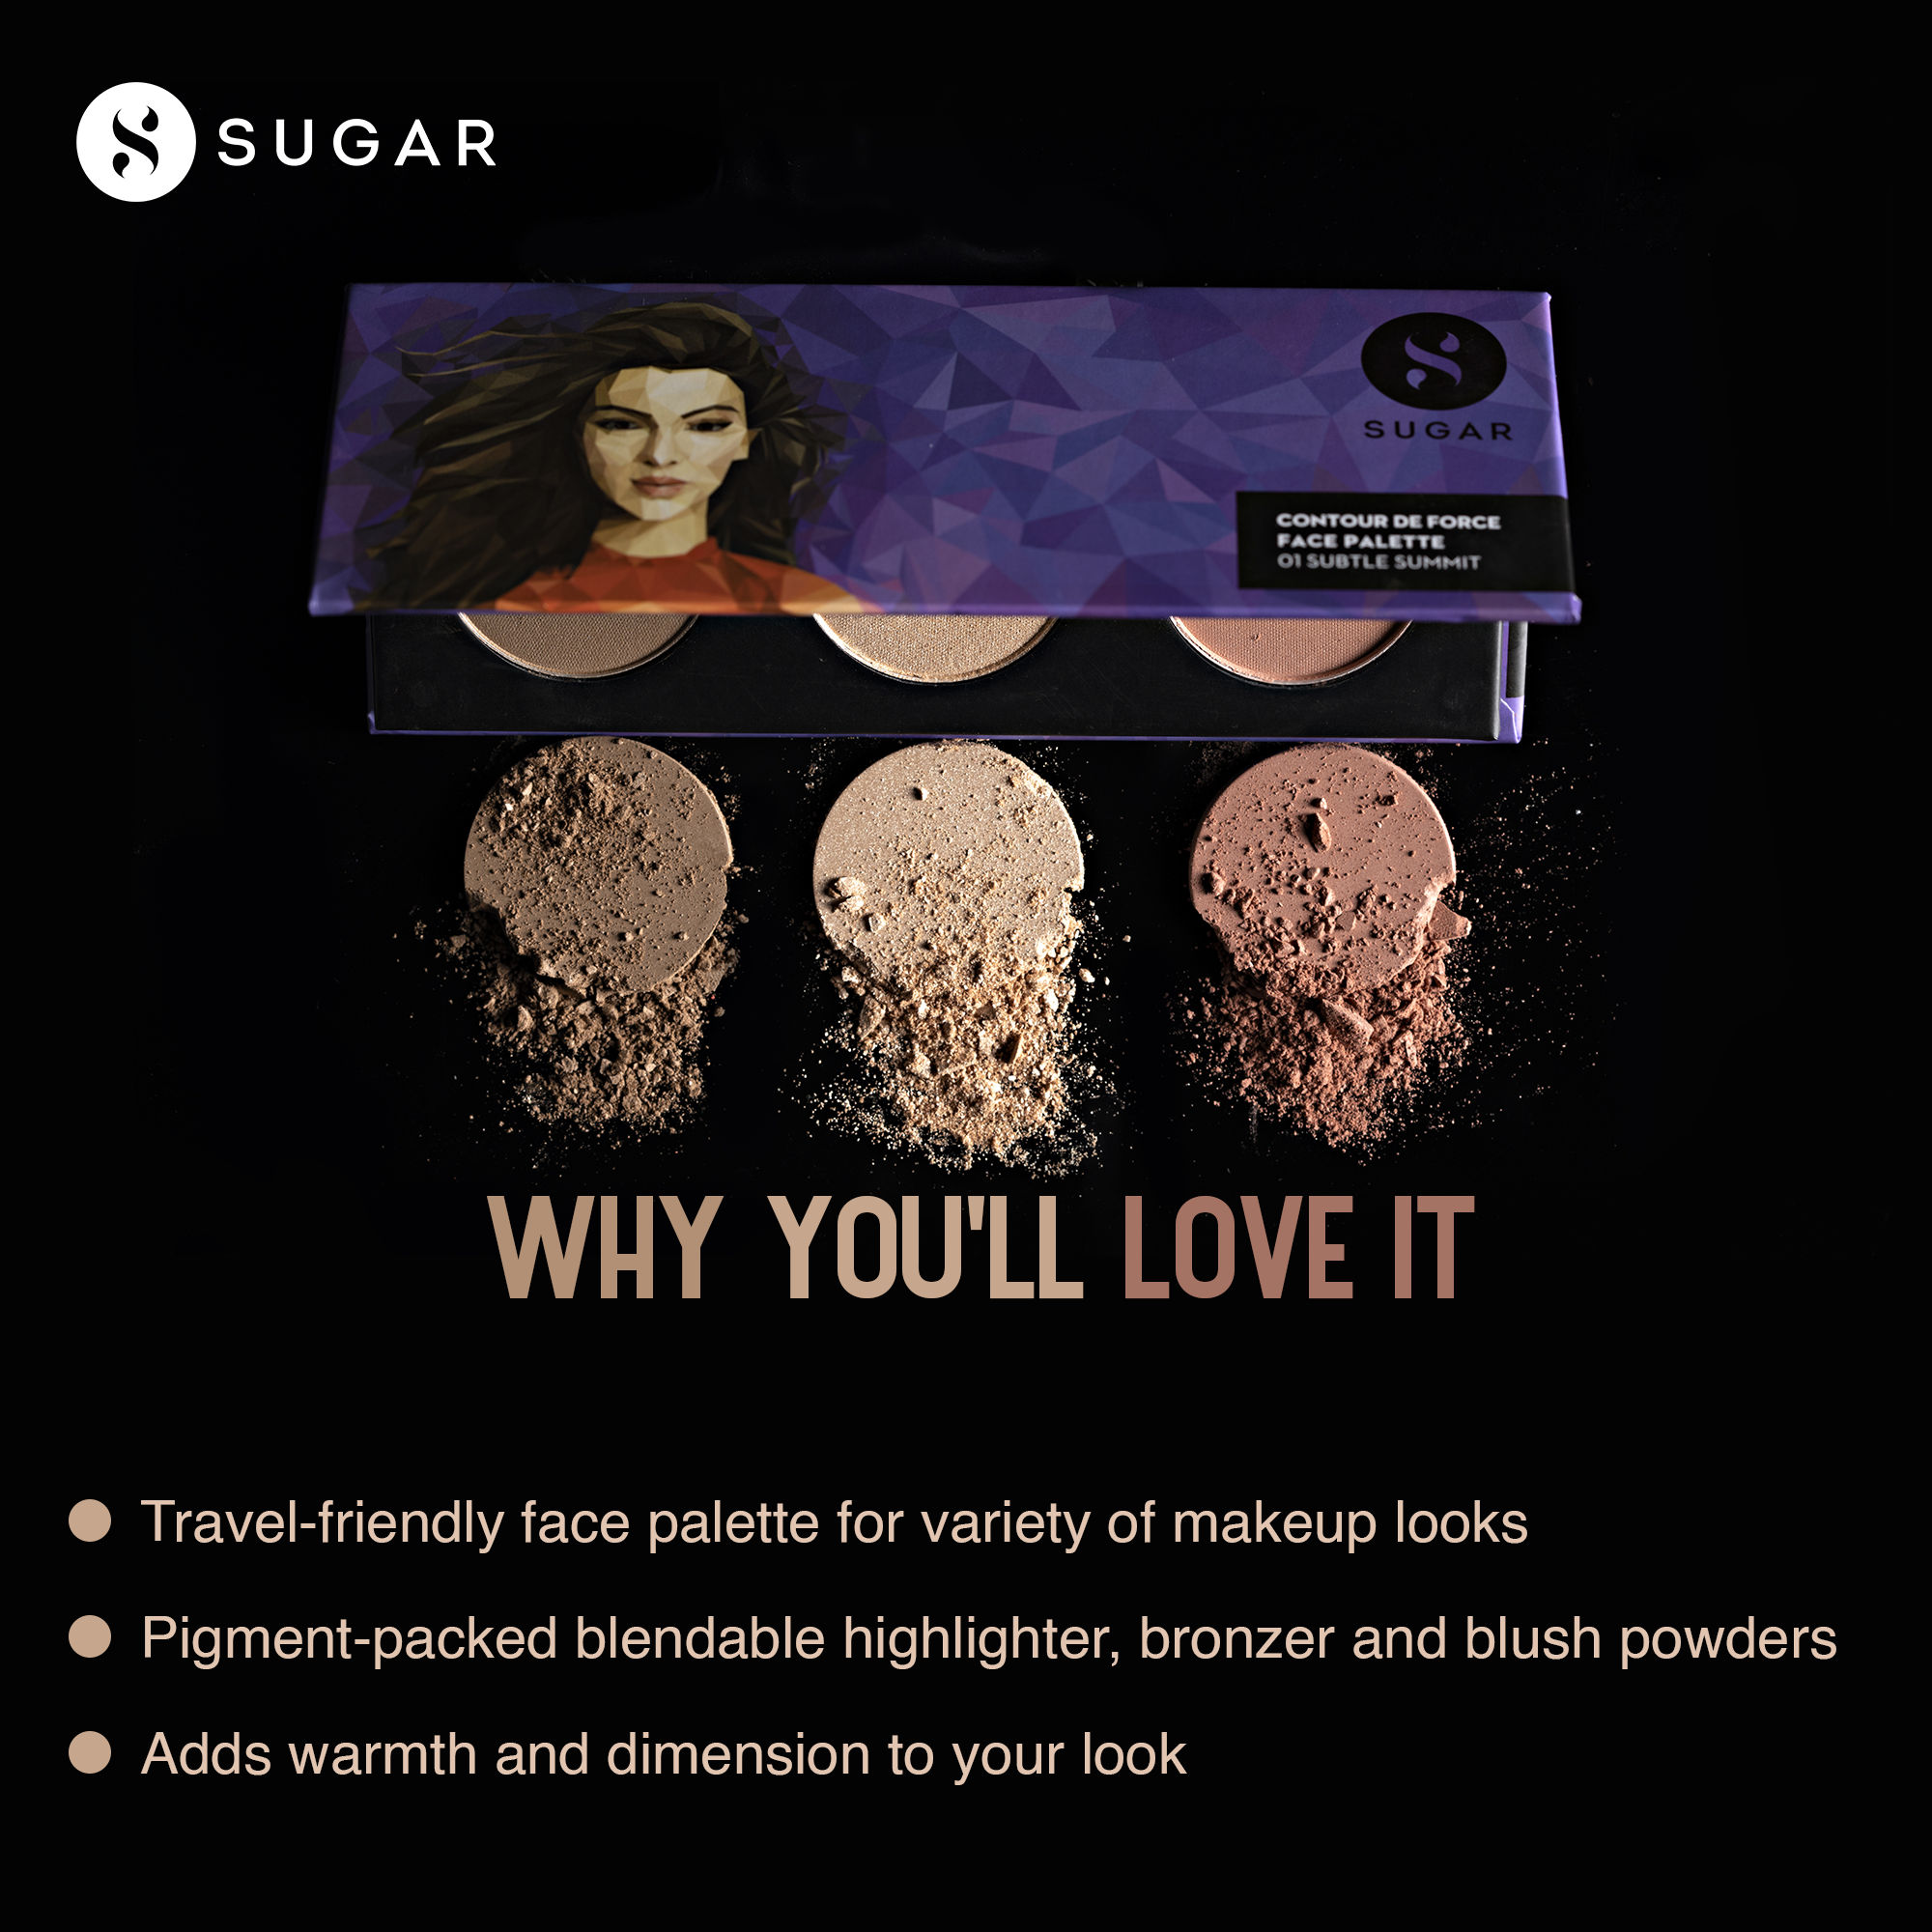 SUGAR
SUGAR
CONTOUR DE FORCE
FACE PALETTE
01 SUBTLE SUMMIT
WHY YOU'LL LOVE IT
Travel-friendly face palette for variety of makeup looks
Pigment-packed blendable highlighter, bronzer and blush powders
Adds warmth and dimension to your look